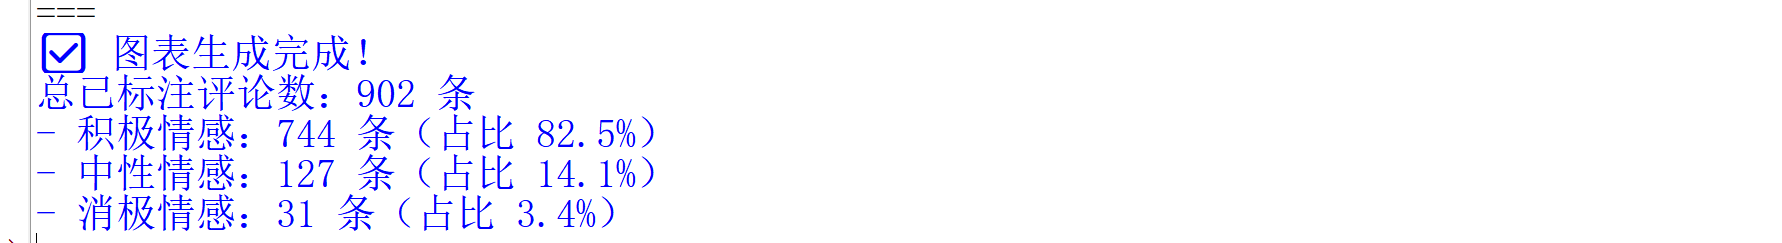 ===
☑ 图表生成完成！
总已标注评论数：902 条
- 积极情感：744 条（占比 82.5%）
- 中性情感：127 条（占比 14.1%）
- 消极情感：31 条（占比 3.4%）